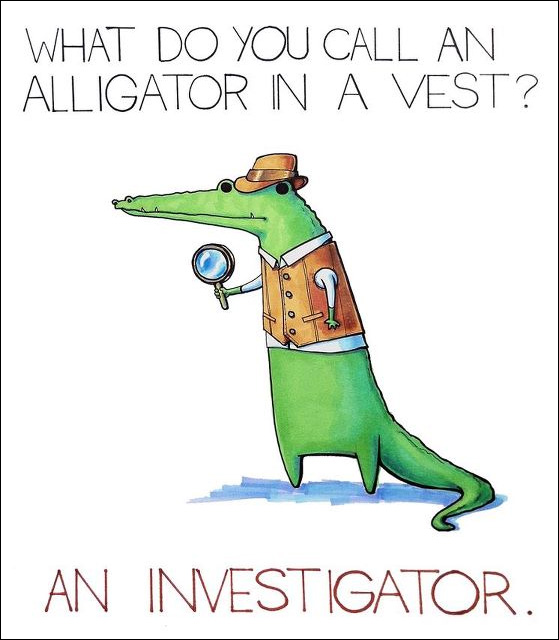 WHAT DO YOU CALL AN
ALLIGATOR IN A VEST?
AN INVESTIGATOR.